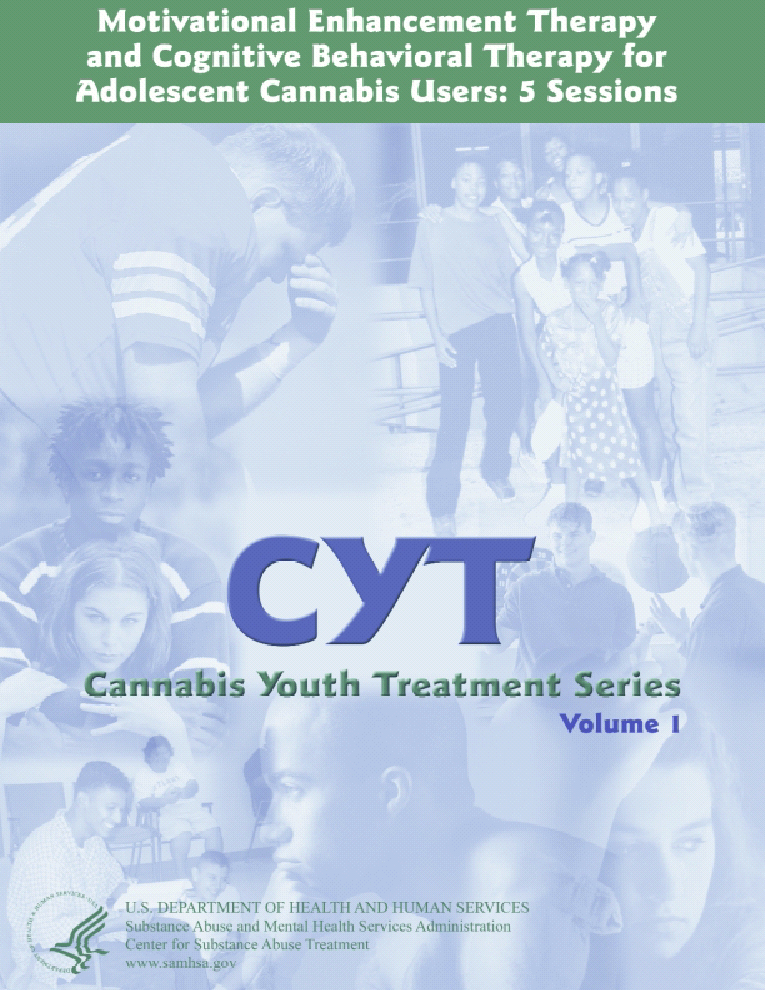 Motivational Enhancement Therapy
and Cognitive Behavioral Therapy for
Adolescent Cannabis Users: 5 Sessions
CYT
Cannabis Youth Treatment Series
Volume 1
U.S. DEPARTMENT OF HEALTH AND HUMAN SERVICES
Substance Abuse and Mental Health Services Administration
Center for Substance Abuse Treatment
www.samhsa.gov